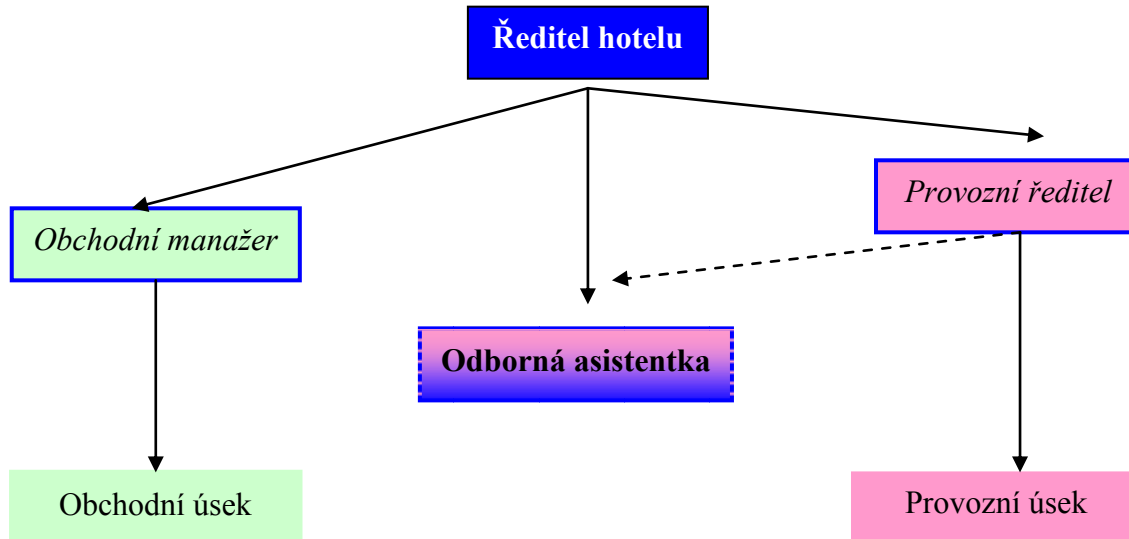 Ředitel hotelu
Provozní ředitel
Obchodní manažer
Odborná asistentka
Obchodní úsek
Provozní úsek